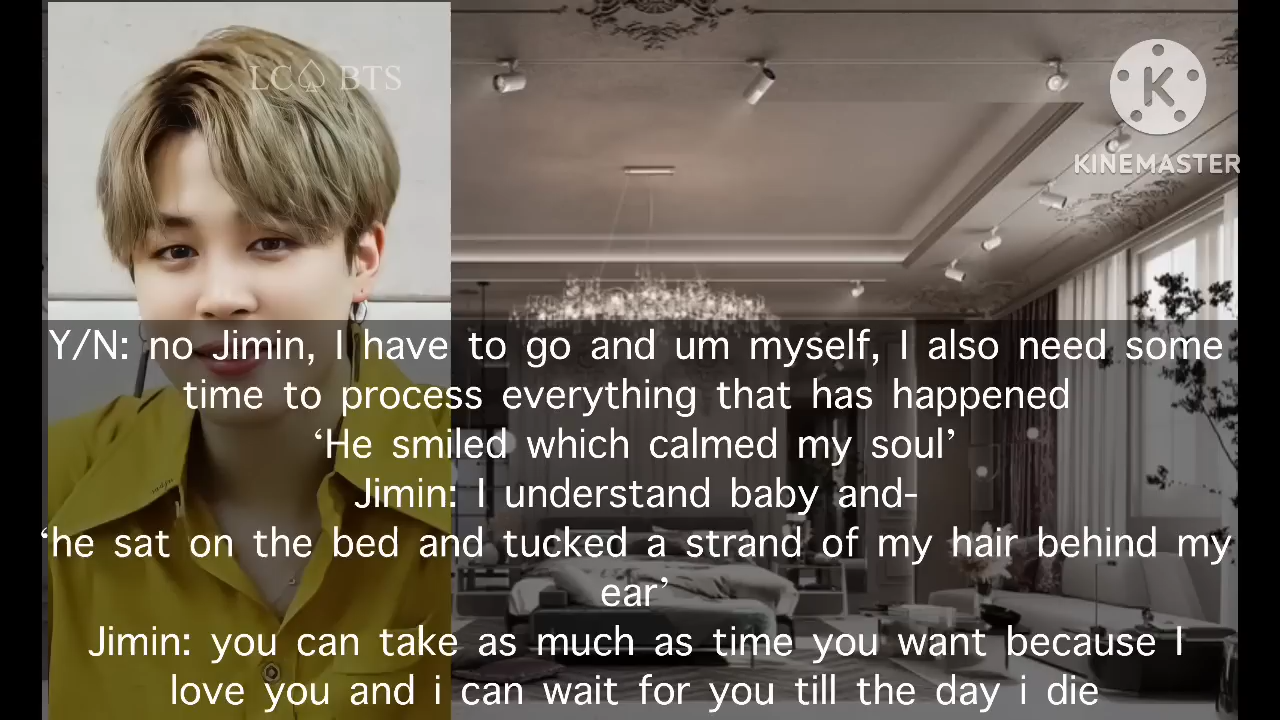 LC BTS
KINEMASTER
Y/N: no Jimin, I have to go and um myself, I also need some
time to process everything that has happened
‘He smiled which calmed my soul’
Jimin: I understand baby and-
‘he sat on the bed and tucked a strand of my hair behind my
ear’
Jimin: you can take as much as time you want because I
love you and i can wait for you till the day i die